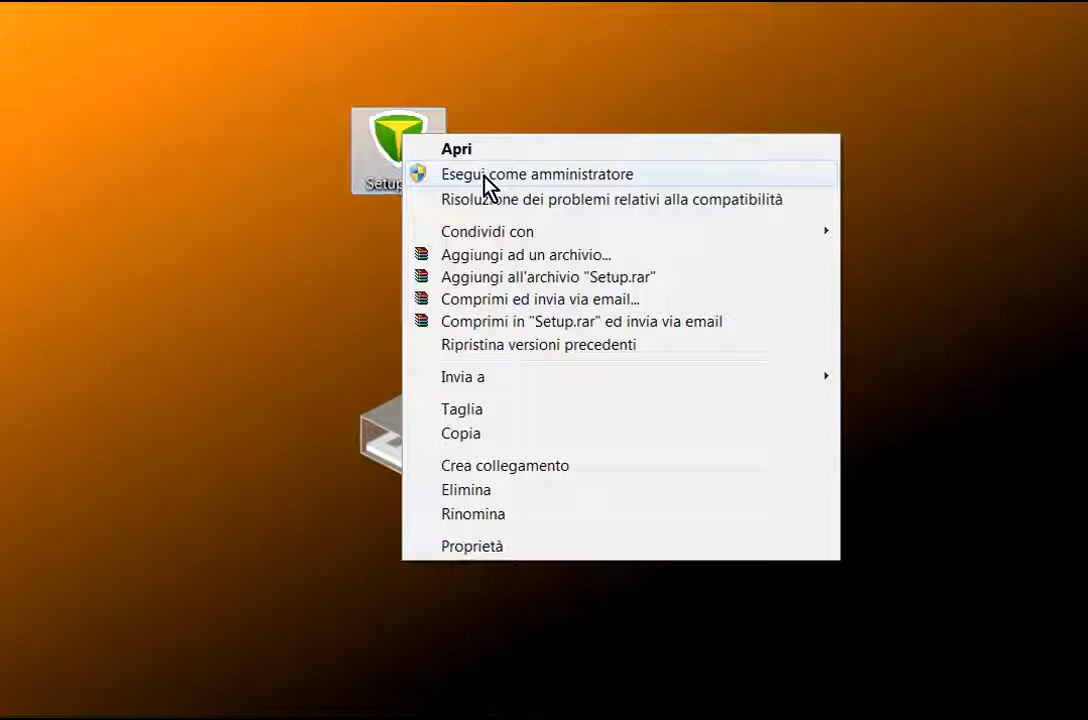 Setup
Apri
Esegui come amministratore
Risoluzione dei problemi relativi alla compatibilità
Condividi con
Aggiungi ad un archivio...
Aggiungi all'archivio "Setup.rar"
Comprimi ed invia via email...
Comprimi in "Setup.rar" ed invia via email
Ripristina versioni precedenti
Invia a
Taglia
Copia
Crea collegamento
Elimina
Rinomina
Proprietà